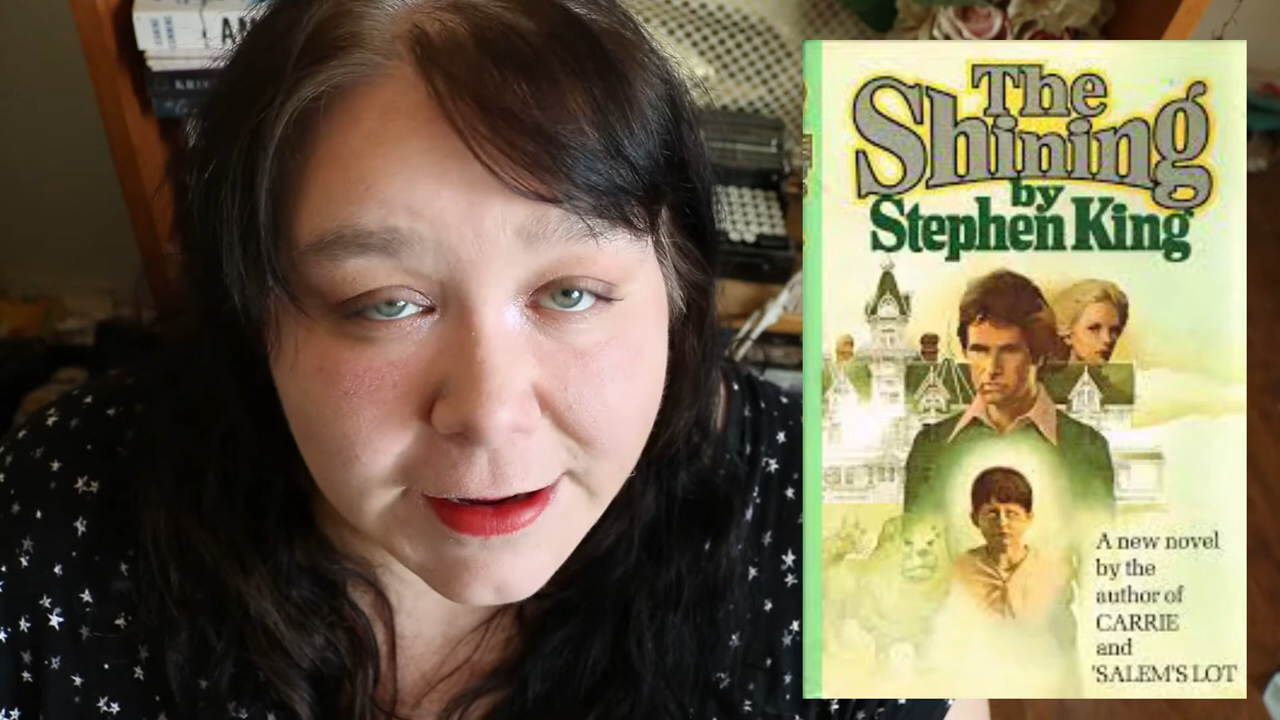 The
Shining
by
Stephen King
A new novel
by the
author of
CARRIE
and
'SALEM'S LOT